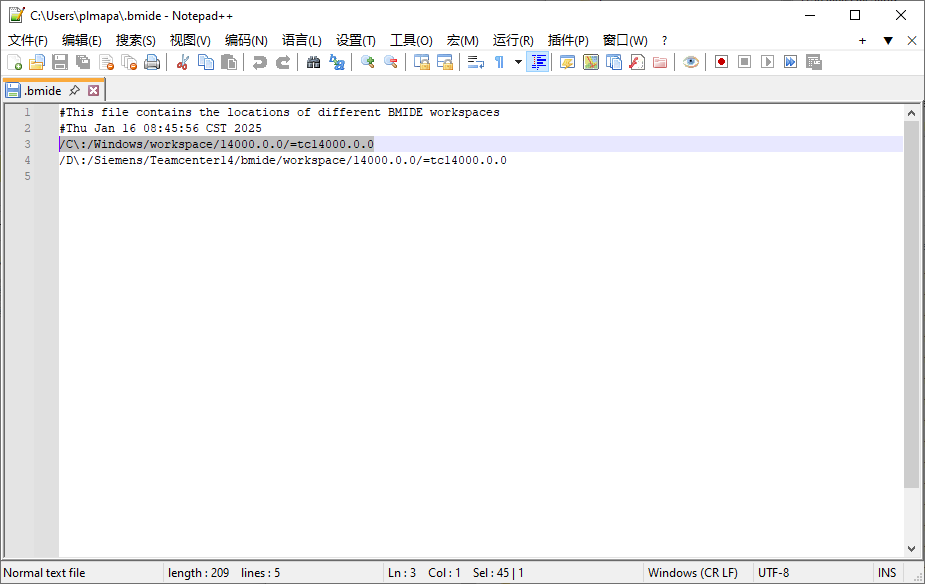 C:\Users\plmapa\.bmide - Notepad++
文件(F) 编辑(E) 搜索(S) 视图(V) 编码(N) 语言(L) 设置(T) 工具(O) 宏(M) 运行(R) 插件(P) 窗口(W) ?
.bmide
1 #This file contains the locations of different BMIDE workspaces
2 #Thu Jan 16 08:45:56 CST 2025
3 /C\:/Windows/workspace/14000.0.0/=tc14000.0.0
4 /D\:/Siemens/Teamcenter14/bmide/workspace/14000.0.0/=tc14000.0.0
5
Normal text file length : 209 lines : 5 Ln : 3 Col : 1 Sel : 45 | 1 Windows (CR LF) UTF-8 INS